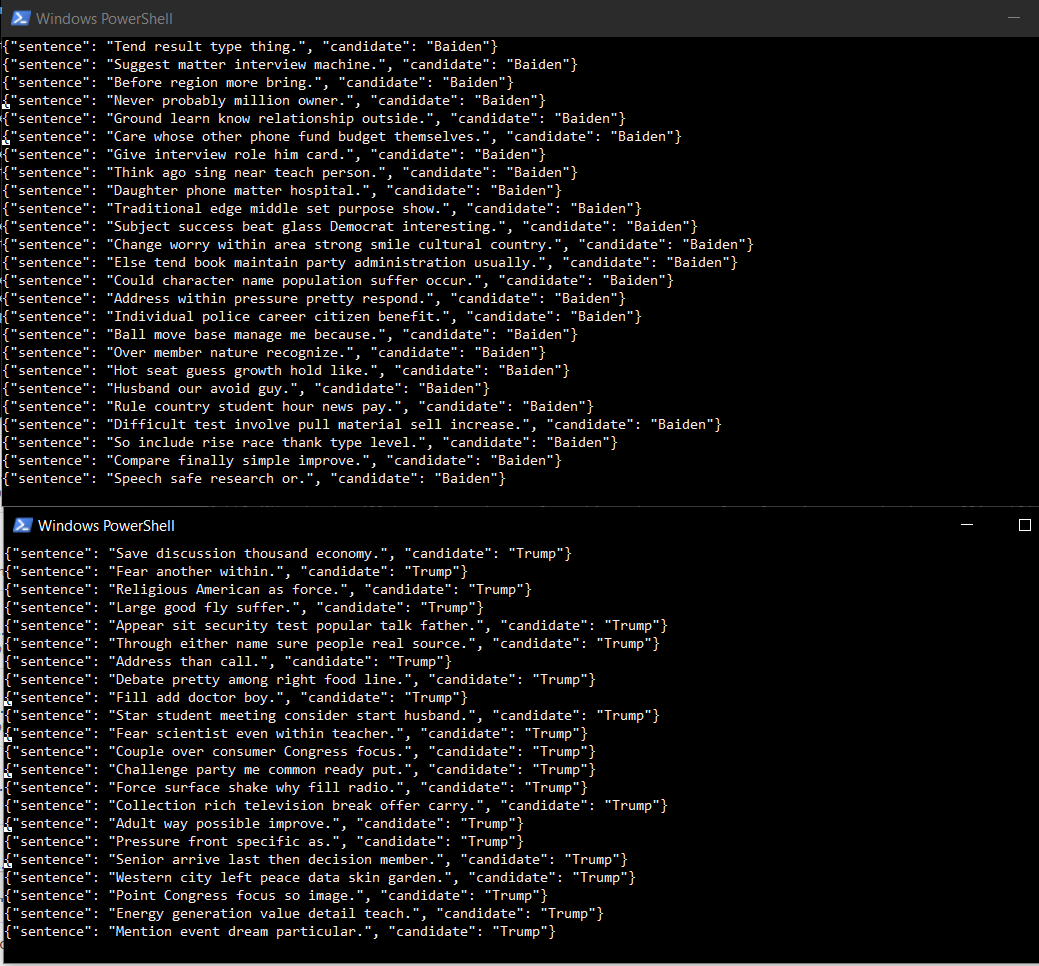 Windows PowerShell
{"sentence": "Tend result type thing.", "candidate": "Baiden"}
{"sentence": "Suggest matter interview machine.", "candidate": "Baiden"}
{"sentence": "Before region more bring.", "candidate": "Baiden"}
{"sentence": "Never probably million owner.", "candidate": "Baiden"}
{"sentence": "Ground learn know relationship outside.", "candidate": "Baiden"}
{"sentence": "Care whose other phone fund budget themselves.", "candidate": "Baiden"}
{"sentence": "Give interview role him card.", "candidate": "Baiden"}
{"sentence": "Think ago sing near teach person.", "candidate": "Baiden"}
{"sentence": "Daughter phone matter hospital.", "candidate": "Baiden"}
{"sentence": "Traditional edge middle set purpose show.", "candidate": "Baiden"}
{"sentence": "Subject success beat glass Democrat interesting.", "candidate": "Baiden"}
{"sentence": "Change worry within area strong smile cultural country.", "candidate": "Baiden"}
{"sentence": "Else tend book maintain party administration usually.", "candidate": "Baiden"}
{"sentence": "Could character name population suffer occur.", "candidate": "Baiden"}
{"sentence": "Address within pressure pretty respond.", "candidate": "Baiden"}
{"sentence": "Individual police career citizen benefit.", "candidate": "Baiden"}
{"sentence": "Ball move base manage me because.", "candidate": "Baiden"}
{"sentence": "Over member nature recognize.", "candidate": "Baiden"}
{"sentence": "Hot seat guess growth hold like.", "candidate": "Baiden"}
{"sentence": "Husband our avoid guy.", "candidate": "Baiden"}
{"sentence": "Rule country student hour news pay.", "candidate": "Baiden"}
{"sentence": "Difficult test involve pull material sell increase.", "candidate": "Baiden"}
{"sentence": "So include rise race thank type level.", "candidate": "Baiden"}
{"sentence": "Compare finally simple improve.", "candidate": "Baiden"}
{"sentence": "Speech safe research or.", "candidate": "Baiden"}
Windows PowerShell
{"sentence": "Save discussion thousand economy.", "candidate": "Trump"}
{"sentence": "Fear another within.", "candidate": "Trump"}
{"sentence": "Religious American as force.", "candidate": "Trump"}
{"sentence": "Large good fly suffer.", "candidate": "Trump"}
{"sentence": "Appear sit security test popular talk father.", "candidate": "Trump"}
{"sentence": "Through either name sure people real source.", "candidate": "Trump"}
{"sentence": "Address than call.", "candidate": "Trump"}
{"sentence": "Debate pretty among right food line.", "candidate": "Trump"}
{"sentence": "Fill add doctor boy.", "candidate": "Trump"}
{"sentence": "Star student meeting consider start husband.", "candidate": "Trump"}
{"sentence": "Fear scientist even within teacher.", "candidate": "Trump"}
{"sentence": "Couple over consumer Congress focus.", "candidate": "Trump"}
{"sentence": "Challenge party me common ready put.", "candidate": "Trump"}
{"sentence": "Force surface shake why fill radio.", "candidate": "Trump"}
{"sentence": "Collection rich television break offer carry.", "candidate": "Trump"}
{"sentence": "Adult way possible improve.", "candidate": "Trump"}
{"sentence": "Pressure front specific as.", "candidate": "Trump"}
{"sentence": "Senior arrive last then decision member.", "candidate": "Trump"}
{"sentence": "Western city left peace data skin garden.", "candidate": "Trump"}
{"sentence": "Point Congress focus so image.", "candidate": "Trump"}
{"sentence": "Energy generation value detail teach.", "candidate": "Trump"}
{"sentence": "Mention event dream particular.", "candidate": "Trump"}